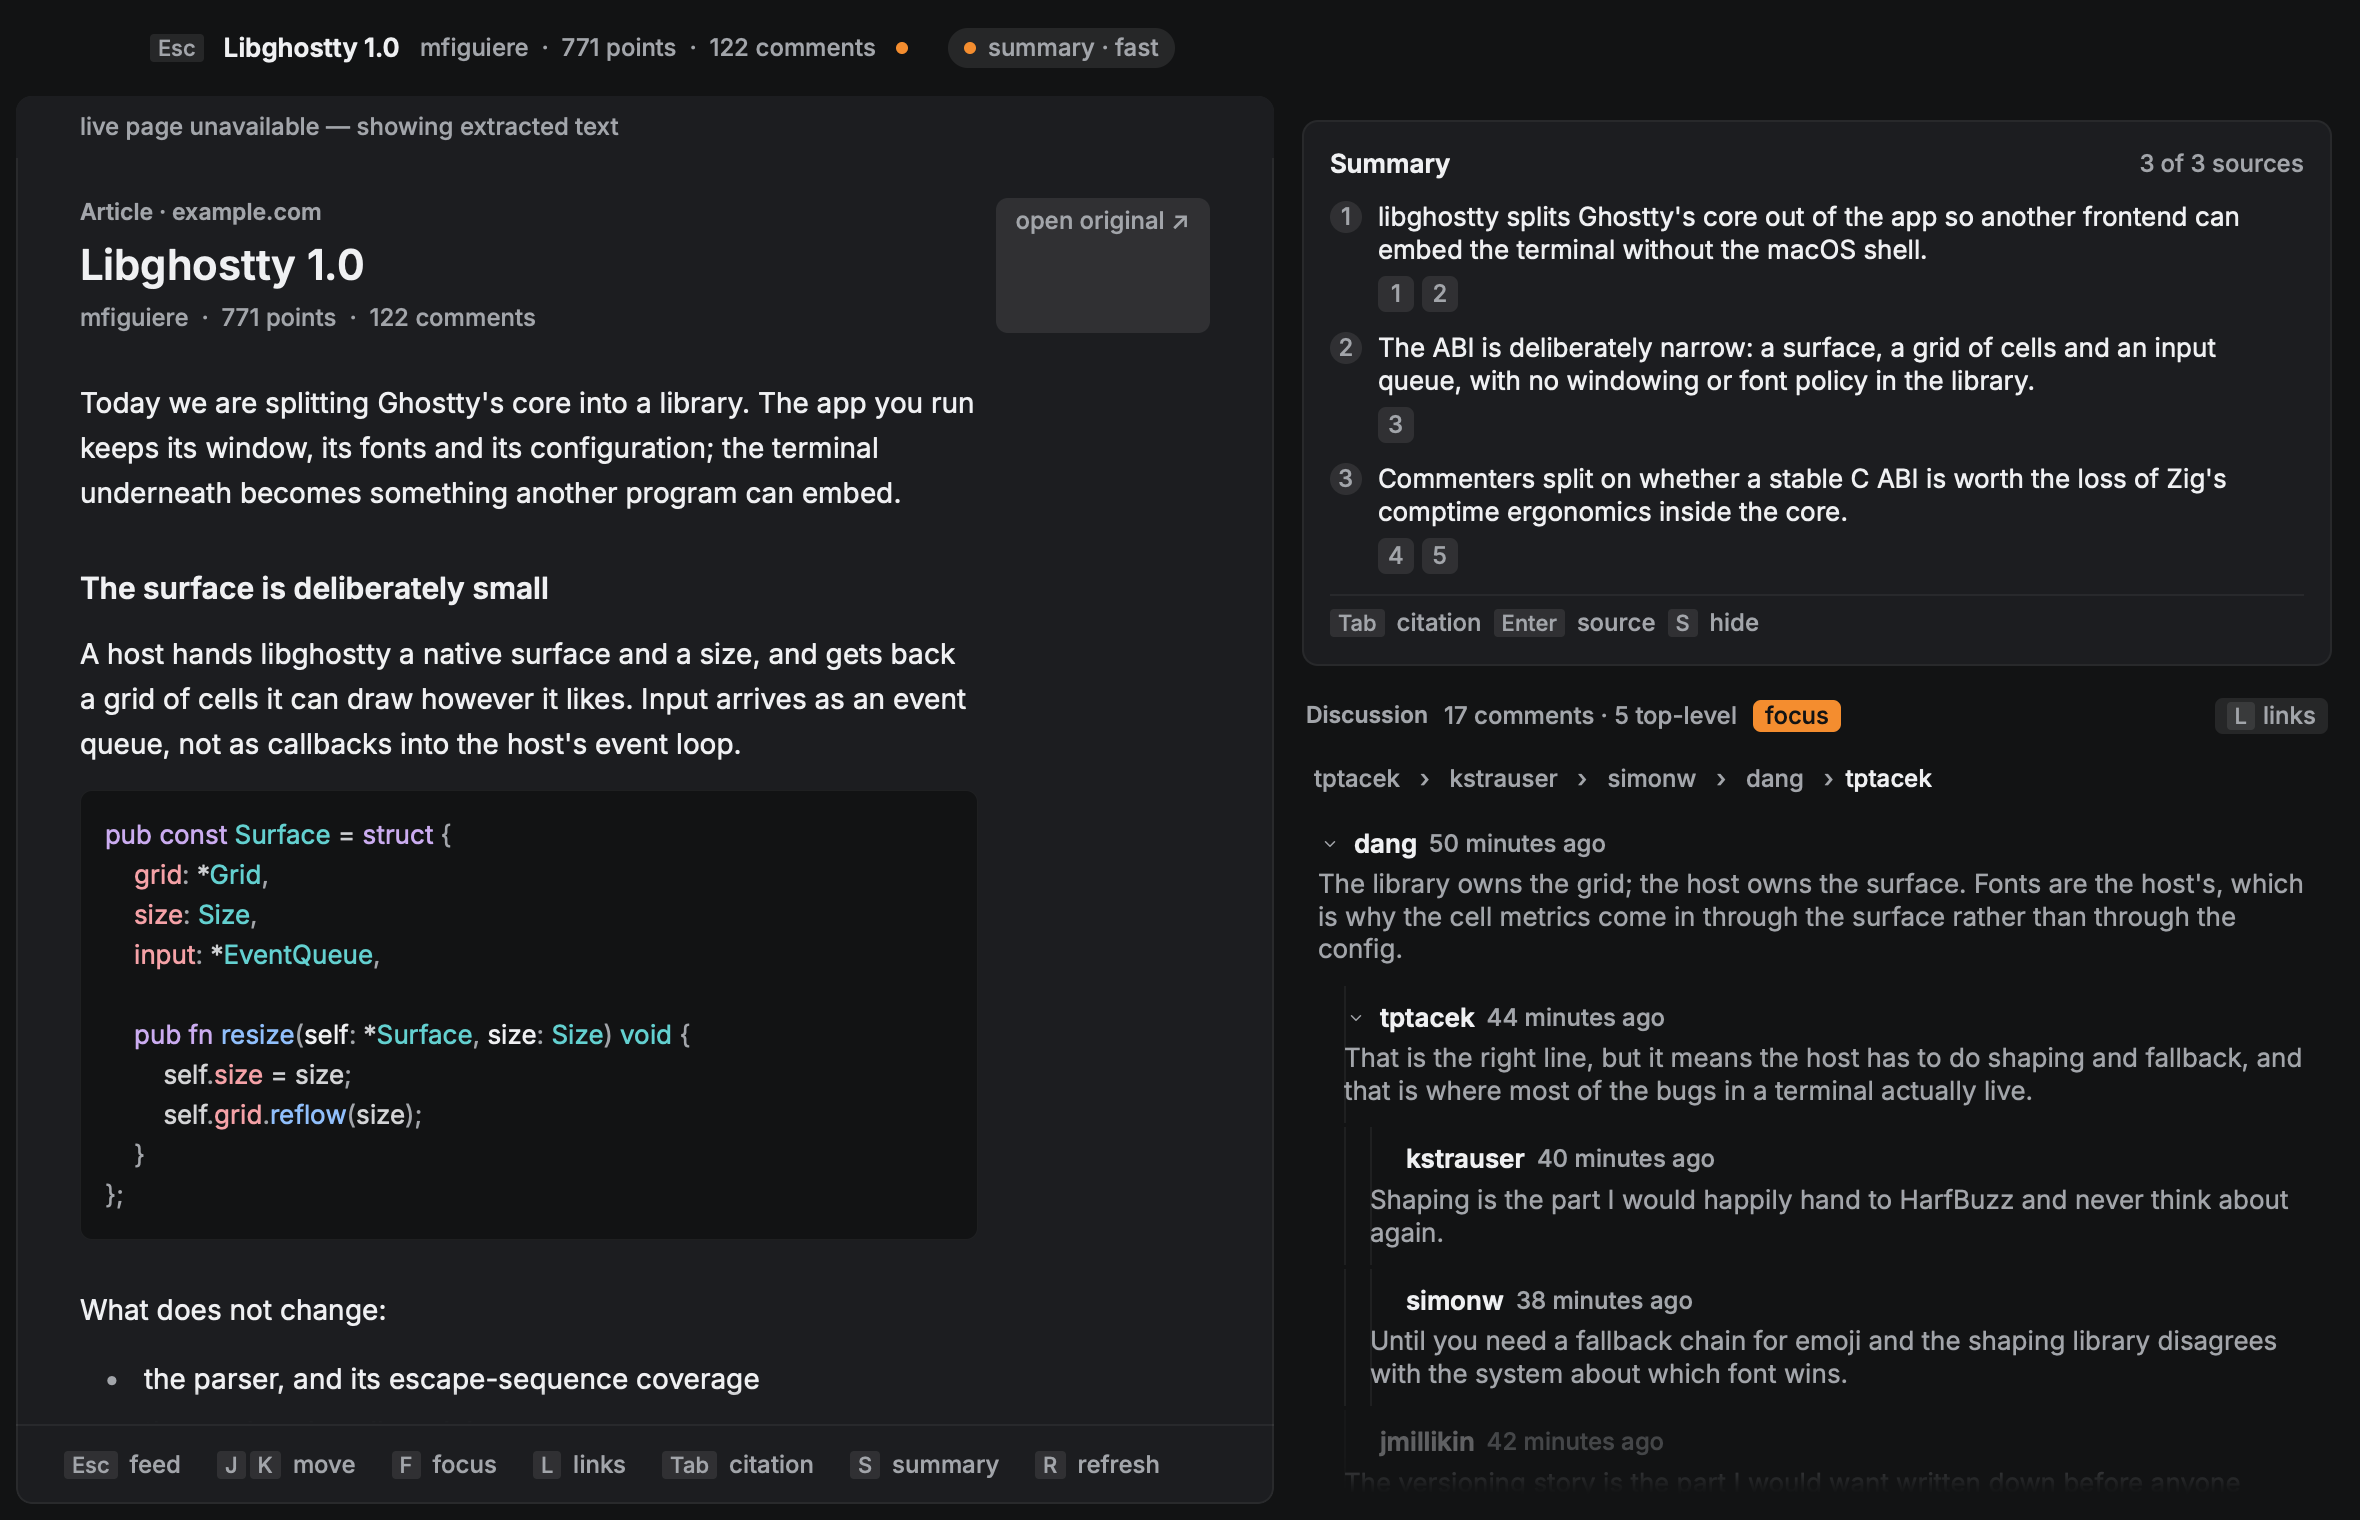 Esc Libghostty 1.0 mfiguiere · 771 points · 122 comments summary · fast
live page unavailable — showing extracted text
Article · example.com
open original ↗
Libghostty 1.0
mfiguiere · 771 points · 122 comments
Today we are splitting Ghostty's core into a library. The app you run
keeps its window, its fonts and its configuration; the terminal
underneath becomes something another program can embed.
The surface is deliberately small
A host hands libghostty a native surface and a size, and gets back
a grid of cells it can draw however it likes. Input arrives as an event
queue, not as callbacks into the host's event loop.
pub const Surface = struct {
grid: *Grid,
size: Size,
input: *EventQueue,
pub fn resize(self: *Surface, size: Size) void {
self.size = size;
self.grid.reflow(size);
}
};
What does not change:
• the parser, and its escape-sequence coverage
Esc feed J K move F focus L links Tab citation S summary R refresh
Summary 3 of 3 sources
1 libghostty splits Ghostty's core out of the app so another frontend can
embed the terminal without the macOS shell.
1 2
2 The ABI is deliberately narrow: a surface, a grid of cells and an input
queue, with no windowing or font policy in the library.
3
3 Commenters split on whether a stable C ABI is worth the loss of Zig's
comptime ergonomics inside the core.
4 5
Tab citation Enter source S hide
Discussion 17 comments · 5 top-level focus L links
tptacek › kstrauser › simonw › dang › tptacek
dang 50 minutes ago
The library owns the grid; the host owns the surface. Fonts are the host's, which
is why the cell metrics come in through the surface rather than through the
config.
tptacek 44 minutes ago
That is the right line, but it means the host has to do shaping and fallback, and
that is where most of the bugs in a terminal actually live.
kstrauser 40 minutes ago
Shaping is the part I would happily hand to HarfBuzz and never think about
again.
simonw 38 minutes ago
Until you need a fallback chain for emoji and the shaping library disagrees
with the system about which font wins.
jmillikin 42 minutes ago
The versioning story is the part I would want written down before anyone